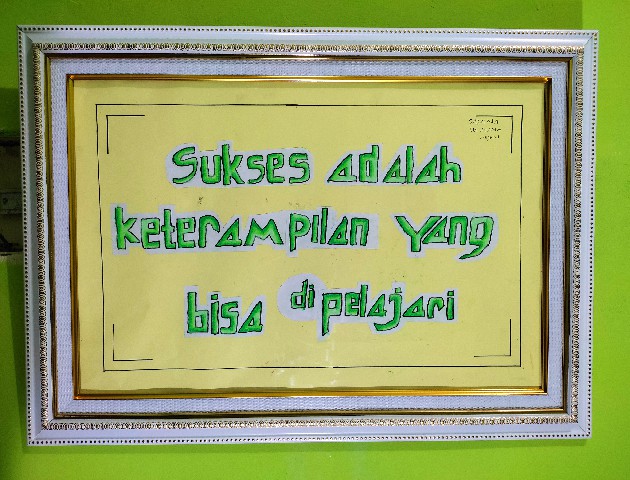 Sukses adalah
keterampilan yang
bisa di pelajari